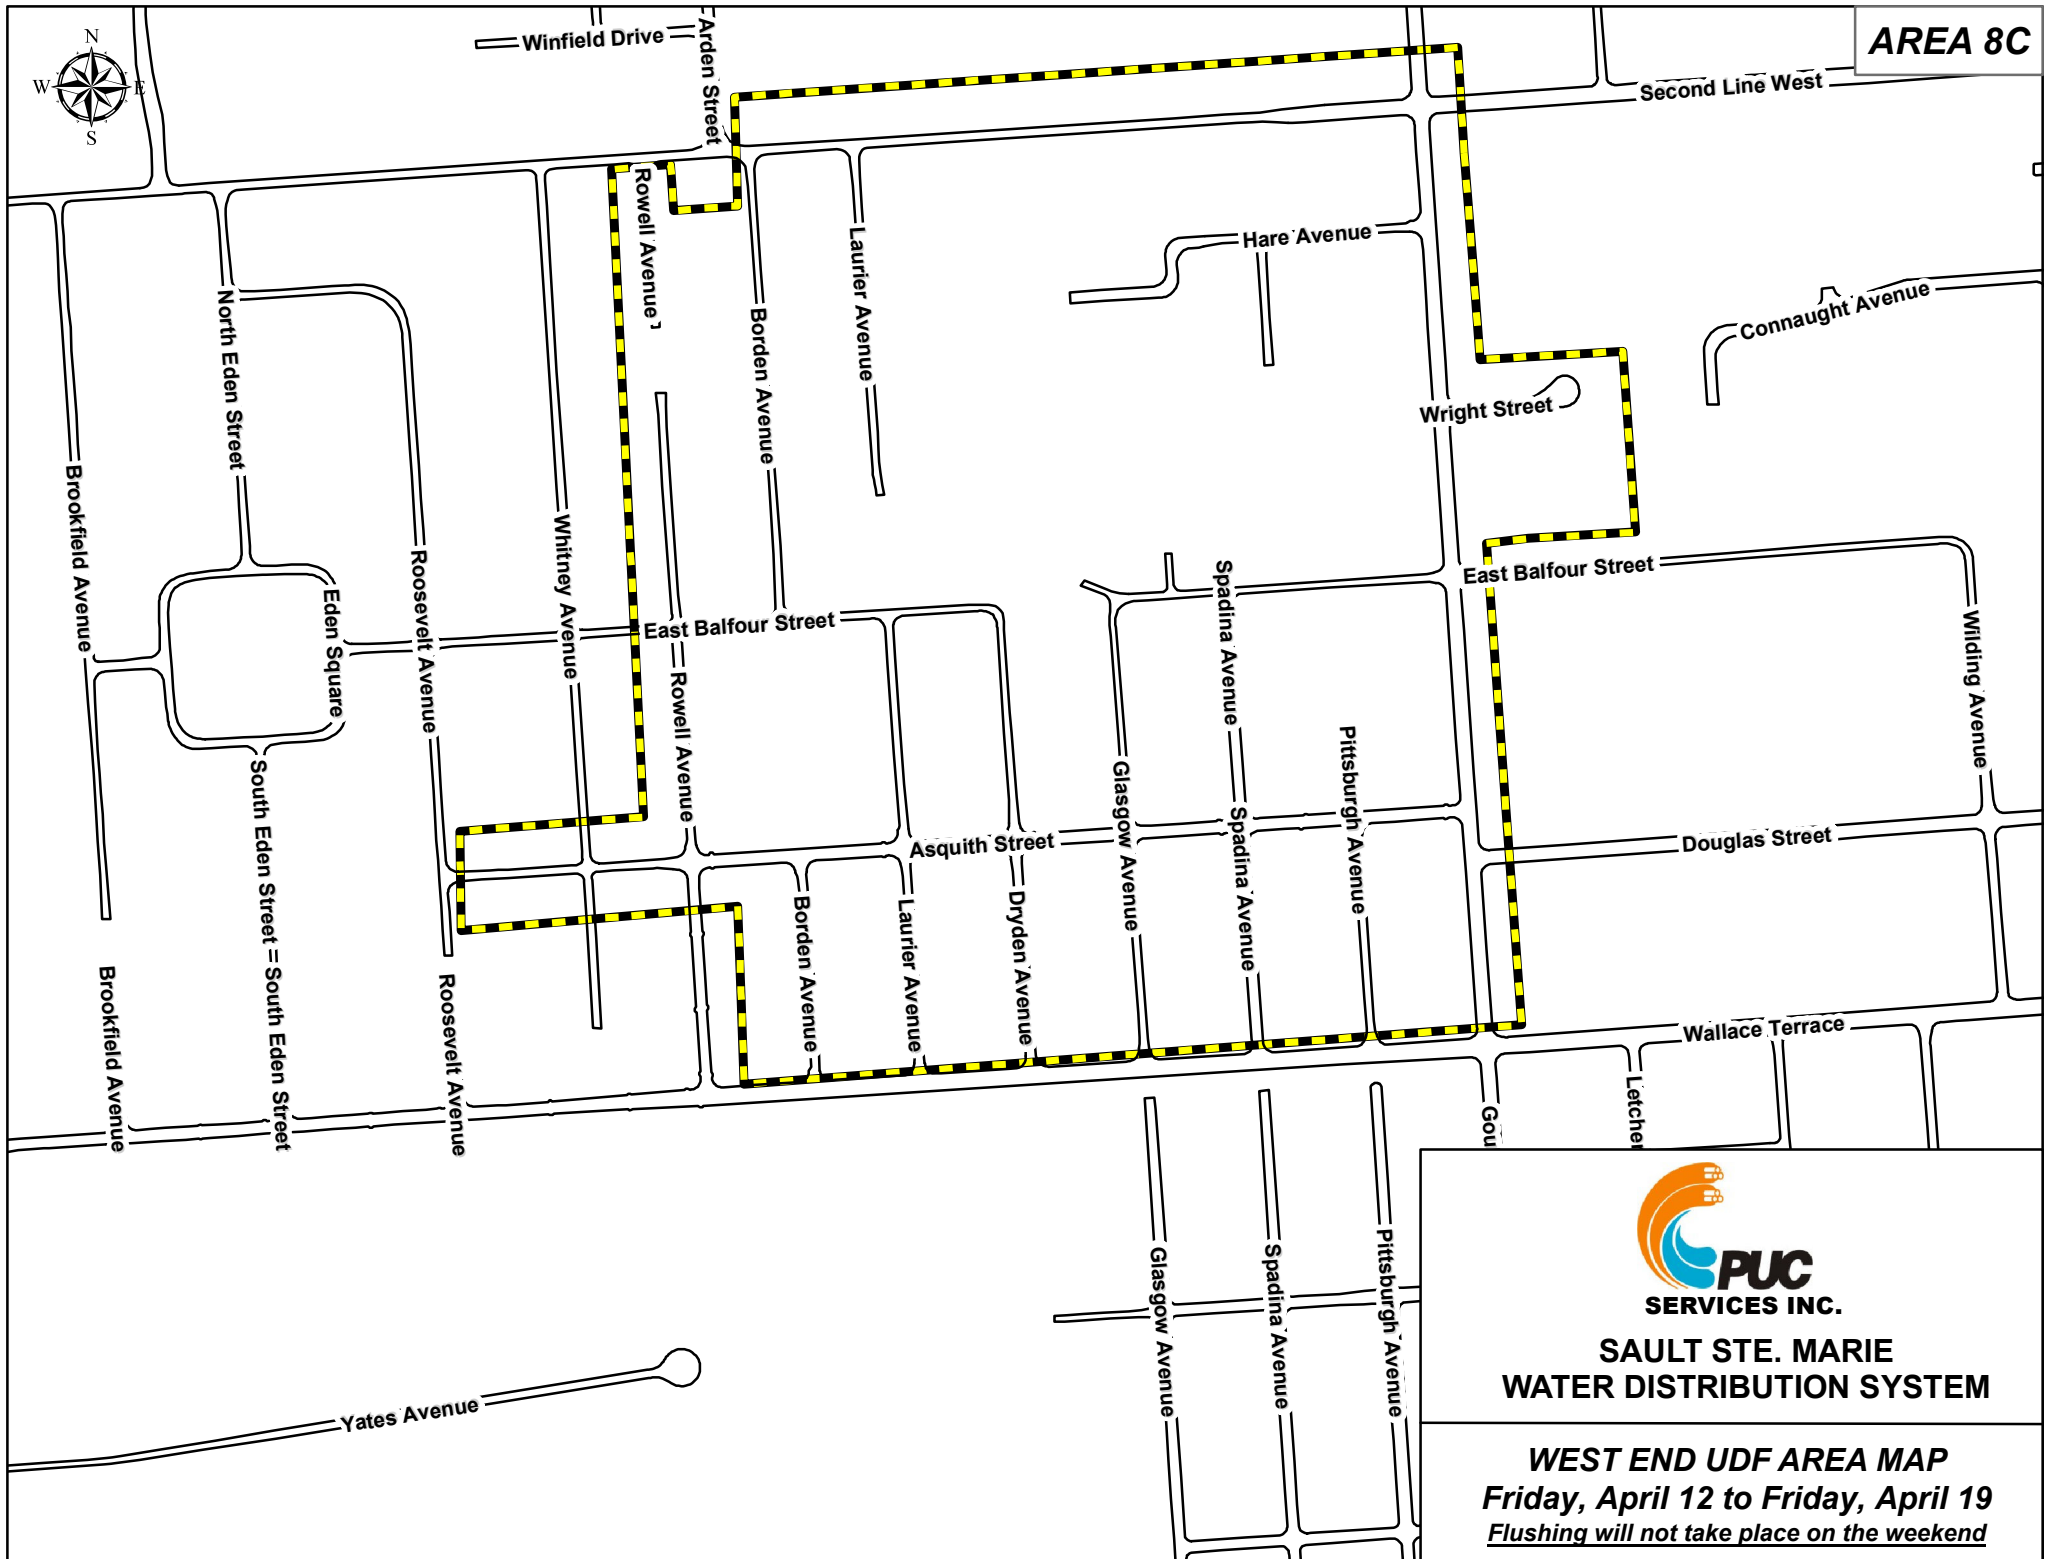 AREA 8C
N
W
E
S
Winfield Drive
Arden Street
Second Line West
Rowell Avenue
Laurier Avenue
Hare Avenue
North Eden Street
Borden Avenue
Connaught Avenue
Wright Street
Brookfield Avenue
Whitney Avenue
Roosevelt Avenue
Eden Square
East Balfour Street
East Balfour Street
Spadina Avenue
Wilding Avenue
Rowell Avenue
Pittsburgh Avenue
Glasgow Avenue
South Eden Street
Asquith Street
Spadina Avenue
Douglas Street
Borden Avenue
Laurier Avenue
Dryden Avenue
Brookfield Avenue
South Eden Street
Roosevelt Avenue
Wallace Terrace
Gou
Letcher
Glasgow Avenue
Spadina Avenue
Pittsburgh Avenue
Yates Avenue
PUC
SERVICES INC.
SAULT STE. MARIE
WATER DISTRIBUTION SYSTEM
WEST END UDF AREA MAP
Friday, April 12 to Friday, April 19
Flushing will not take place on the weekend